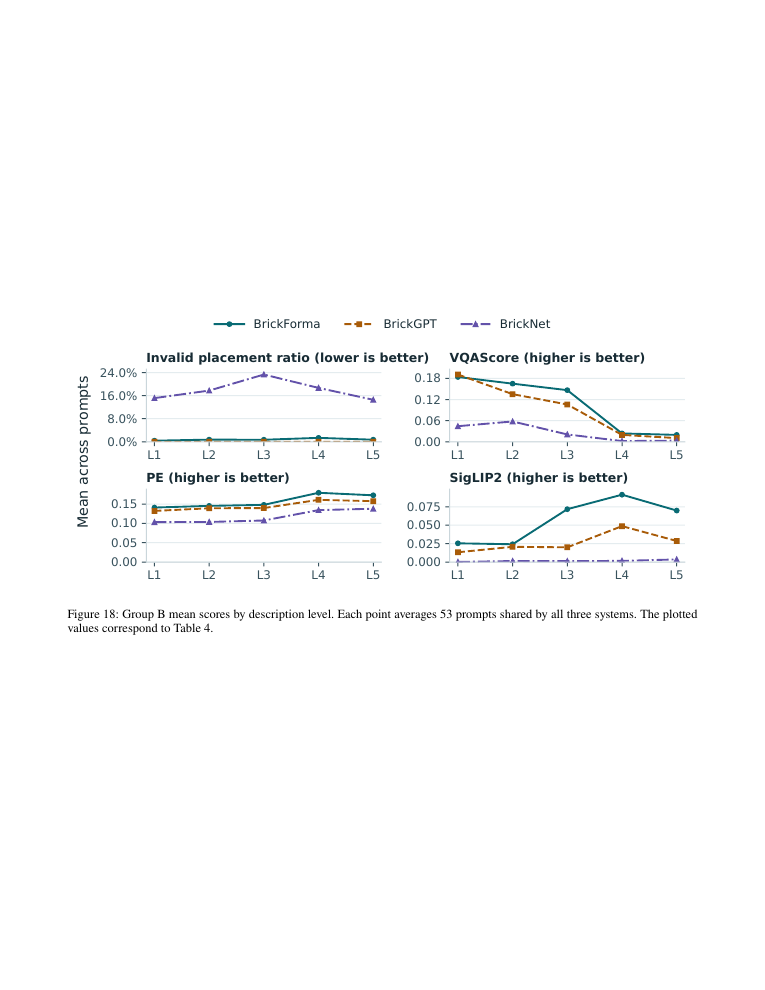 BrickForma BrickGPT BrickNet
Mean across prompts
Invalid placement ratio (lower is better)
24.0%
16.0%
8.0%
0.0%
L1 L2 L3 L4 L5
VQAScore (higher is better)
0.18
0.12
0.06
0.00
L1 L2 L3 L4 L5
PE (higher is better)
0.15
0.10
0.05
0.00
L1 L2 L3 L4 L5
SigLIP2 (higher is better)
0.075
0.050
0.025
0.000
L1 L2 L3 L4 L5
Figure 18: Group B mean scores by description level. Each point averages 53 prompts shared by all three systems. The plotted
values correspond to Table 4.